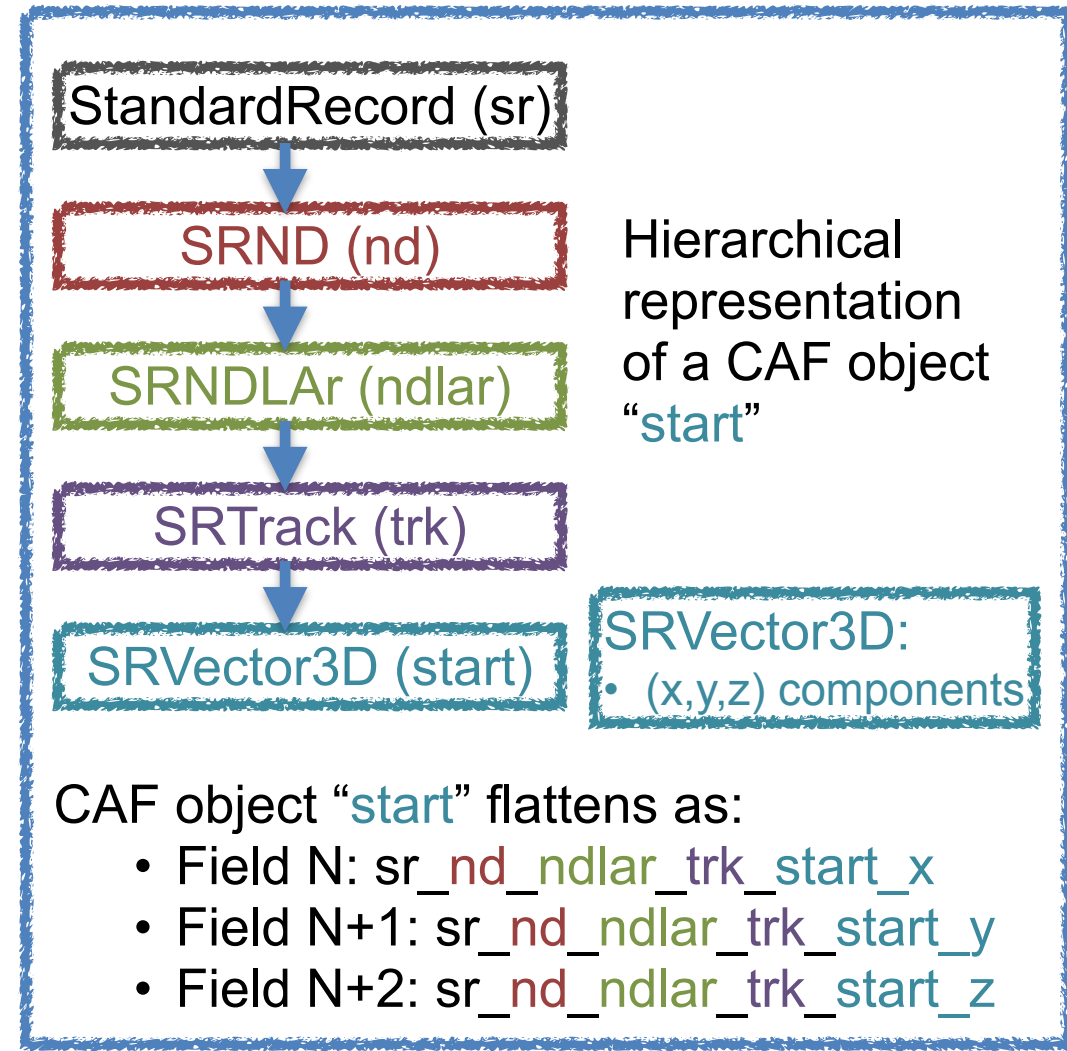 StandardRecord (sr)
SRND (nd)
SRNDLAr (ndlar)
SRTrack (trk)
SRVector3D (start)
Hierarchical
representation
of a CAF object
“start”
SRVector3D:
• (x,y,z) components
CAF object “start” flattens as:
• Field N: sr_nd_ndlar_trk_start_x
• Field N+1: sr_nd_ndlar_trk_start_y
• Field N+2: sr_nd_ndlar_trk_start_z